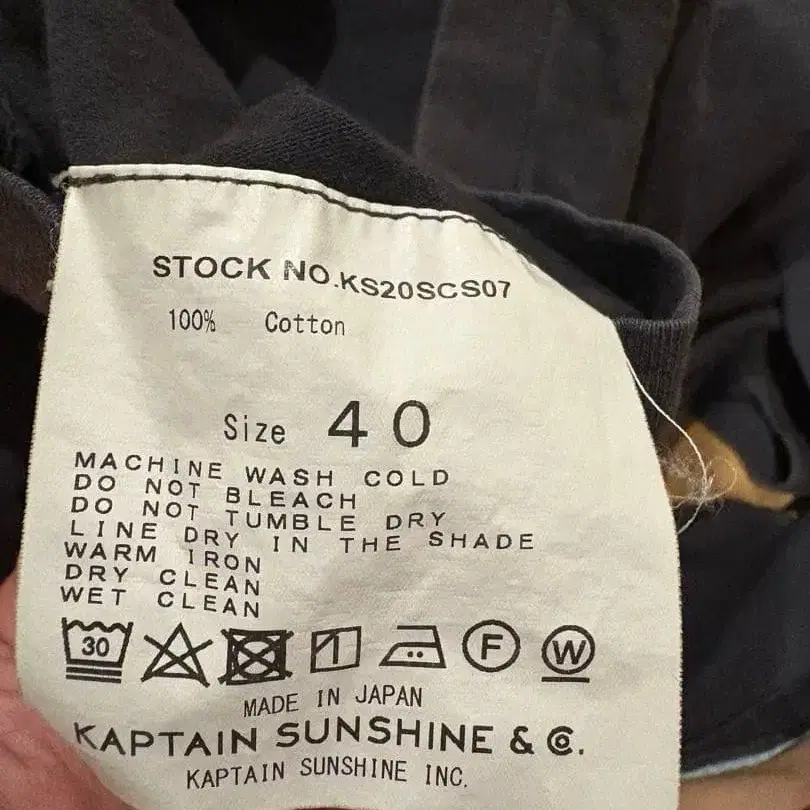 STOCK NO.KS20SCS07
100% Cotton
Size 40
MACHINE WASH COLD
DO NOT BLEACH
DO NOT TUMBLE DRY
LINE DRY IN THE SHADE
WARM IRON
DRY CLEAN
WET CLEAN
30 F W
MADE IN JAPAN
KAPTAIN SUNSHINE & Co.
KAPTAIN SUNSHINE INC.